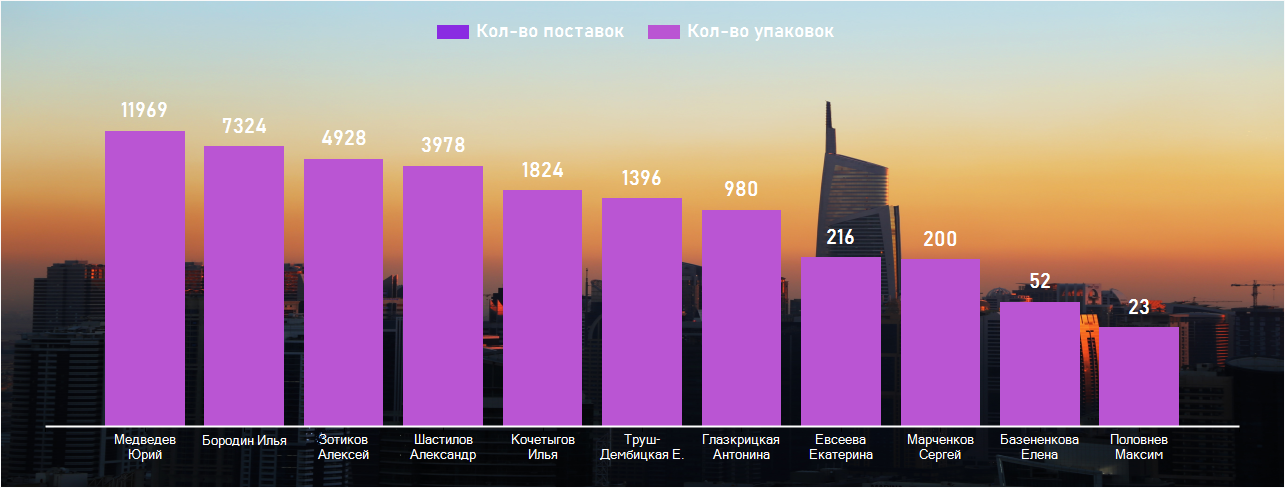 Кол-во поставок Кол-во упаковок
11969
7324
4928
3978
1824
1396
980
216
200
52
23
Медведев
Юрий
Бородин Илья
Зотиков
Алексей
Шастилов
Александр
Кочетыгов
Илья
Труш-
Дембицкая Е.
Глазкрицкая
Антонина
Евсеева
Екатерина
Марченков
Сергей
Базененкова
Елена
Половнев
Максим